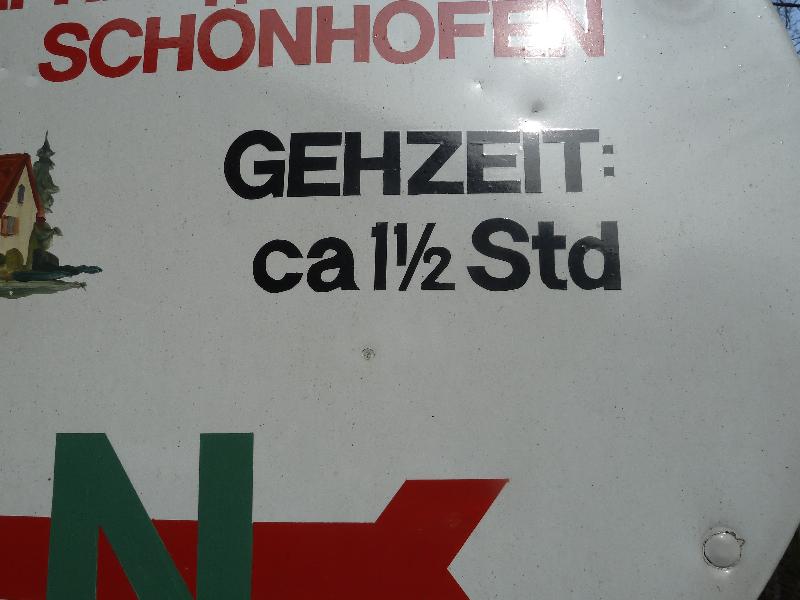 SCHÖNHOFEN
GEHZEIT:
ca 1½ Std
N